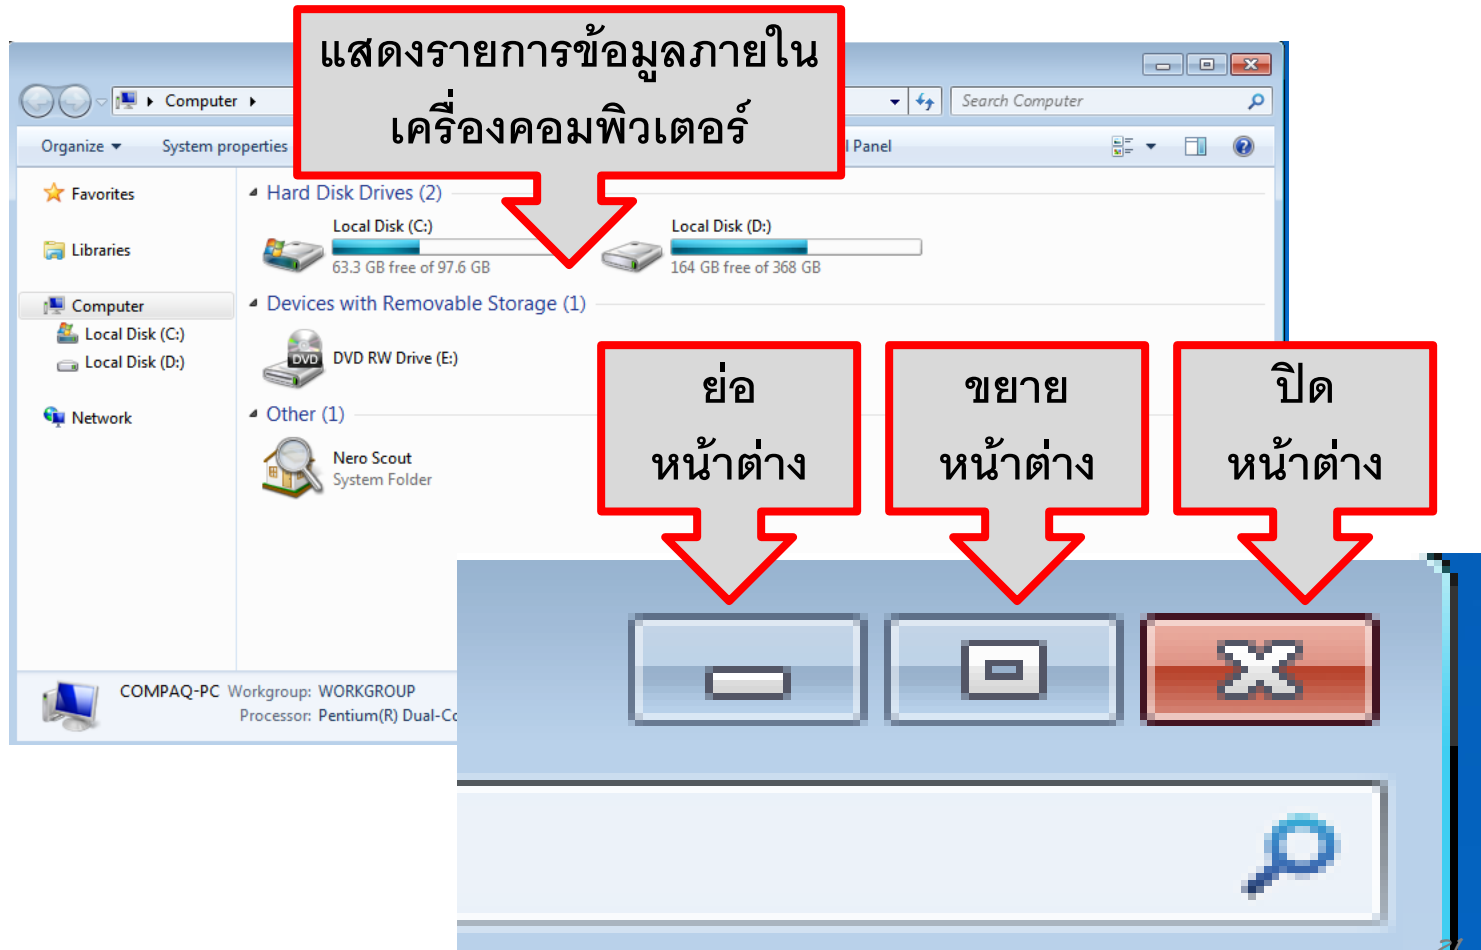 แสดงรายการข้อมูลภายใน
เครื่องคอมพิวเตอร์
Computer
Search Computer
Organize
System properties
l Panel
Favorites
Libraries
Computer
Local Disk (C:)
Local Disk (D:)
Network
Hard Disk Drives (2)
Local Disk (C:)
63.3 GB free of 97.6 GB
Local Disk (D:)
164 GB free of 368 GB
Devices with Removable Storage (1)
DVD
DVD RW Drive (E:)
Other (1)
Nero Scout
System Folder
ย่อ
หน้าต่าง
ขยาย
หน้าต่าง
ปิด
หน้าต่าง
COMPAQ-PC Workgroup: WORKGROUP
Processor: Pentium(R) Dual-Co